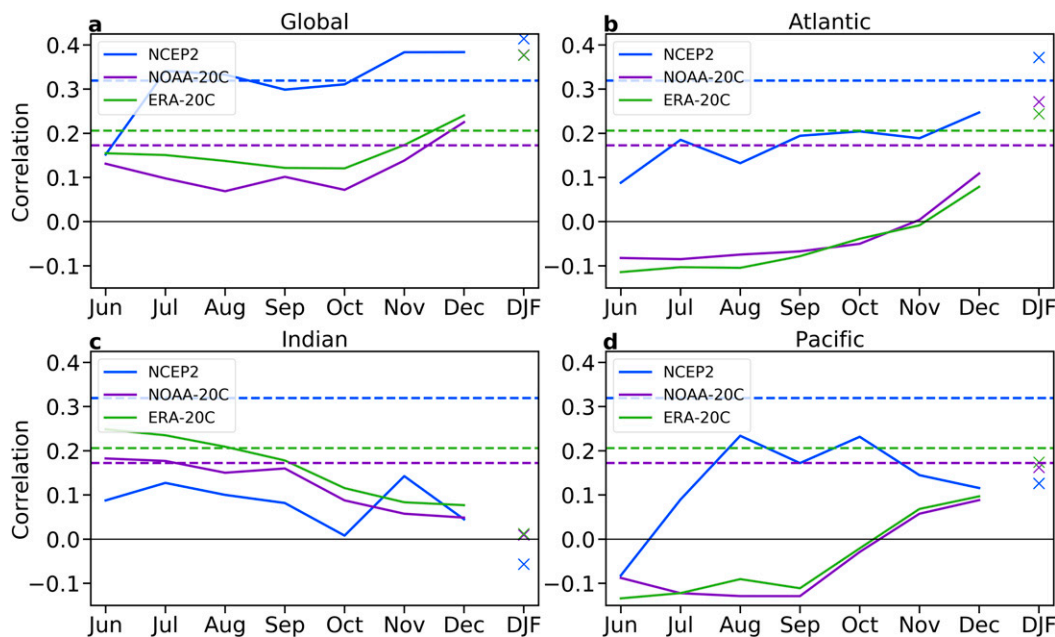 a Global
b Atlantic
Correlation
0.4
0.3
0.2
0.1
0.0
−0.1
NCEP2
NOAA-20C
ERA-20C
Jun Jul Aug Sep Oct Nov Dec DJF
0.4
0.3
0.2
0.1
0.0
−0.1
NCEP2
NOAA-20C
ERA-20C
Jun Jul Aug Sep Oct Nov Dec DJF
c Indian
d Pacific
Correlation
0.4
0.3
0.2
0.1
0.0
−0.1
NCEP2
NOAA-20C
ERA-20C
Jun Jul Aug Sep Oct Nov Dec DJF
0.4
0.3
0.2
0.1
0.0
−0.1
NCEP2
NOAA-20C
ERA-20C
Jun Jul Aug Sep Oct Nov Dec DJF